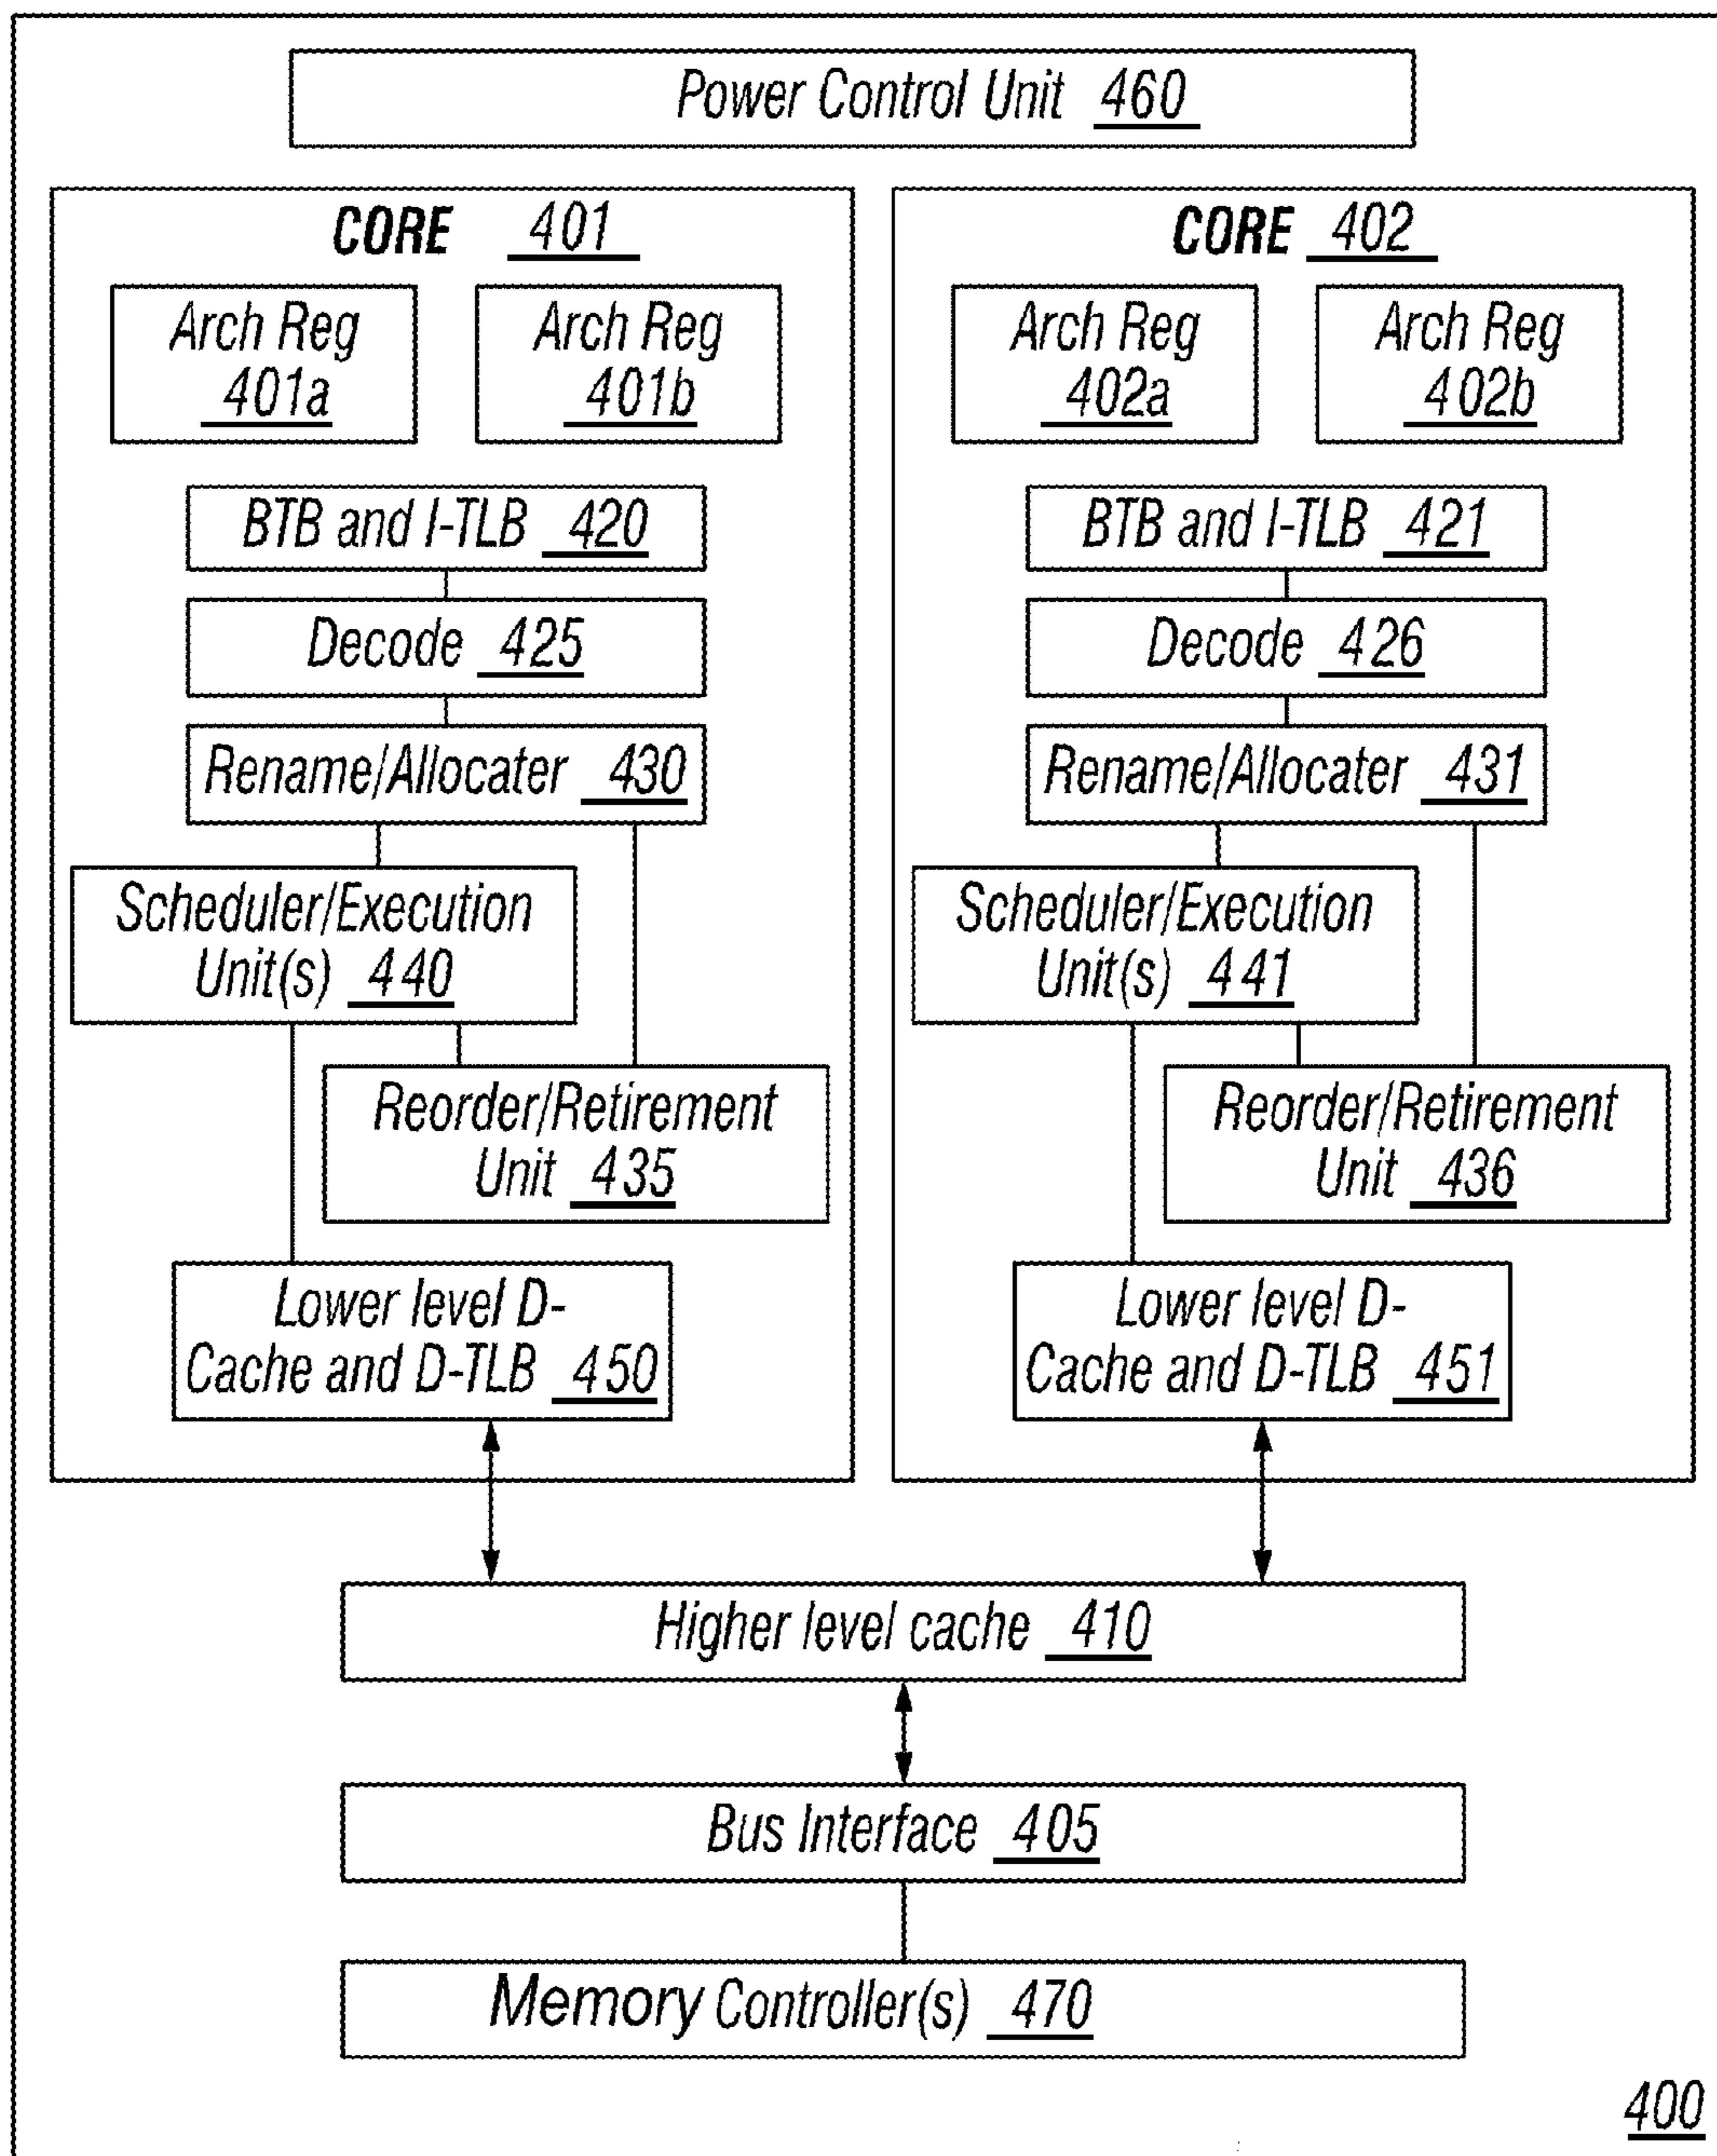 Power Control Unit 460
CORE 401
Arch Reg
401a
Arch Reg
401b
BTB and I-TLB 420
Decode 425
Rename/Allocater 430
Scheduler/Execution
Unit(s) 440
Reorder/Retirement
Unit 435
Lower level D-
Cache and D-TLB 450
CORE 402
Arch Reg
402a
Arch Reg
402b
BTB and I-TLB 421
Decode 426
Rename/Allocater 431
Scheduler/Execution
Unit(s) 441
Reorder/Retirement
Unit 436
Lower level D-
Cache and D-TLB 451
Higher level cache 410
Bus Interface 405
Memory Controller(s) 470
400